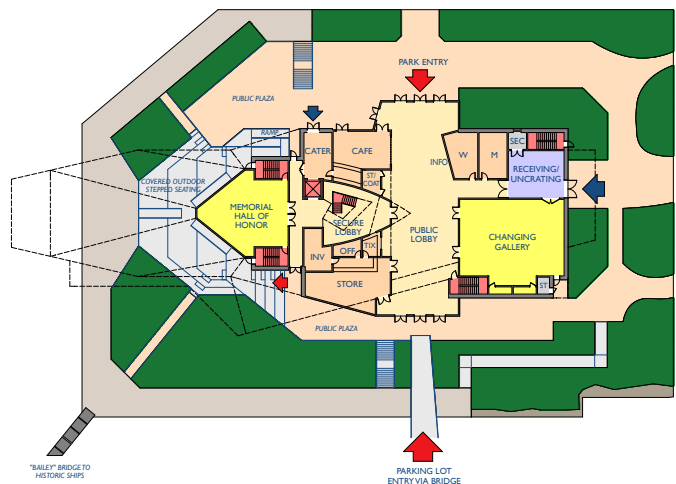 PARK ENTRY
PUBLIC PLAZA
RAMP
CATER
CAFE
SEC
INFO
W
M
RECEIVING/
UNCRATING
ST/
COAT
COVERED OUTDOOR
STEPPED SEATING
MEMORIAL
HALL OF
HONOR
SECURE
LOBBY
PUBLIC
LOBBY
CHANGING
GALLERY
INV
OFF
TIX
STORE
ST
PUBLIC PLAZA
"BAILEY" BRIDGE TO
HISTORIC SHIPS
PARKING LOT
ENTRY VIA BRIDGE